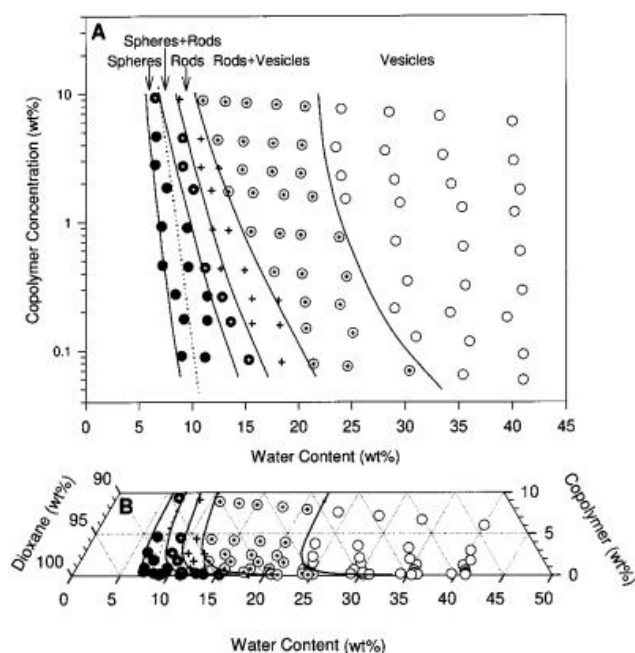 A
Spheres+Rods
Spheres Rods Rods+Vesicles Vesicles
10
1
0.1
Copolymer Concentration (wt%)
0 5 10 15 20 25 30 35 40 45
Water Content (wt%)
B
90
95
100
Dioxane (wt%)
10
5
0
Copolymer (wt%)
0 5 10 15 20 25 30 35 40 45 50
Water Content (wt%)